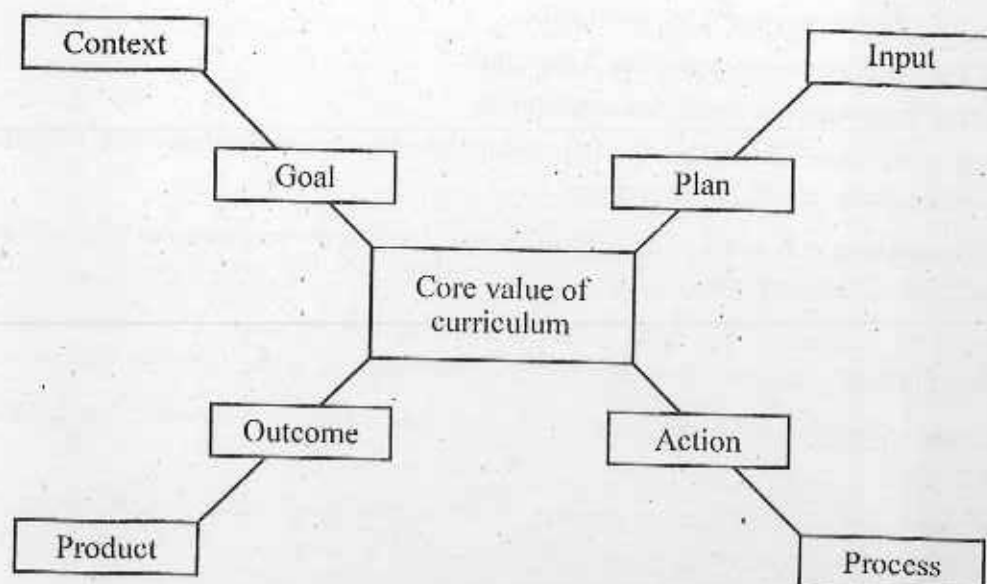 Context
Input
Goal
Plan
Core value of
curriculum
Outcome
Action
Product
Process